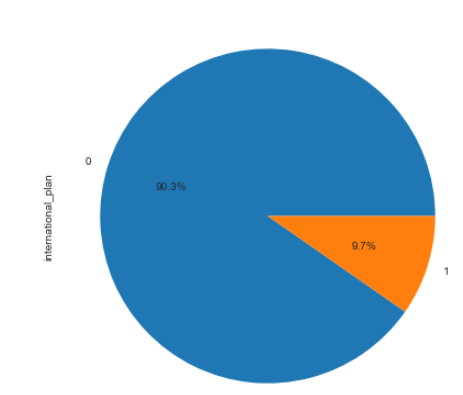 0
90.3%
international_plan
9.7%
1